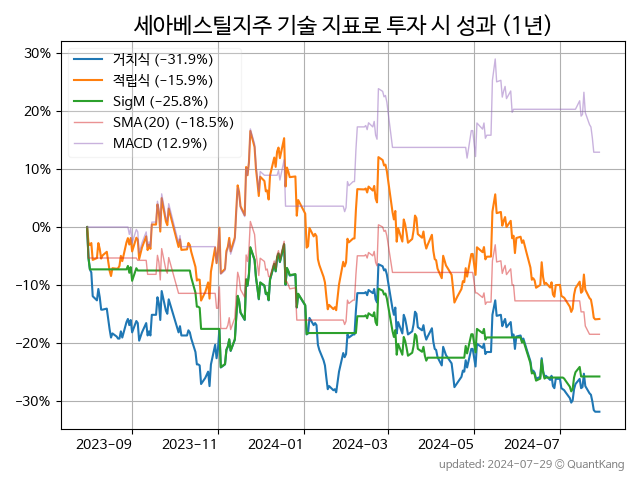 세아베스틸지주 기술 지표로 투자 시 성과 (1년)
30%
20%
10%
0%
−10%
−20%
−30%
거치식 (−31.9%)
적립식 (−15.9%)
SigM (−25.8%)
SMA(20) (−18.5%)
MACD (12.9%)
2023-09
2023-11
2024-01
2024-03
2024-05
2024-07
updated: 2024-07-29 © QuantKang